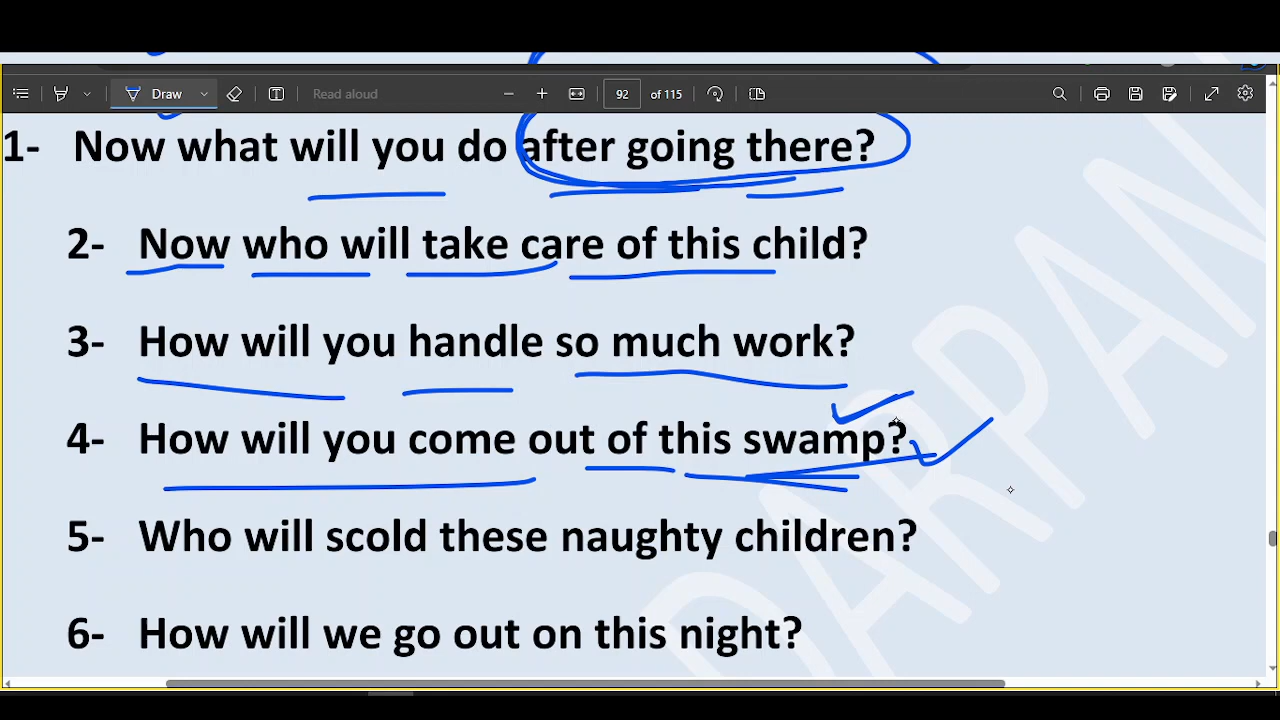 Draw
Read aloud
92 of 115
1- Now what will you do after going there?
2- Now who will take care of this child?
3- How will you handle so much work?
4- How will you come out of this swamp?
5- Who will scold these naughty children?
6- How will we go out on this night?
DARPAN